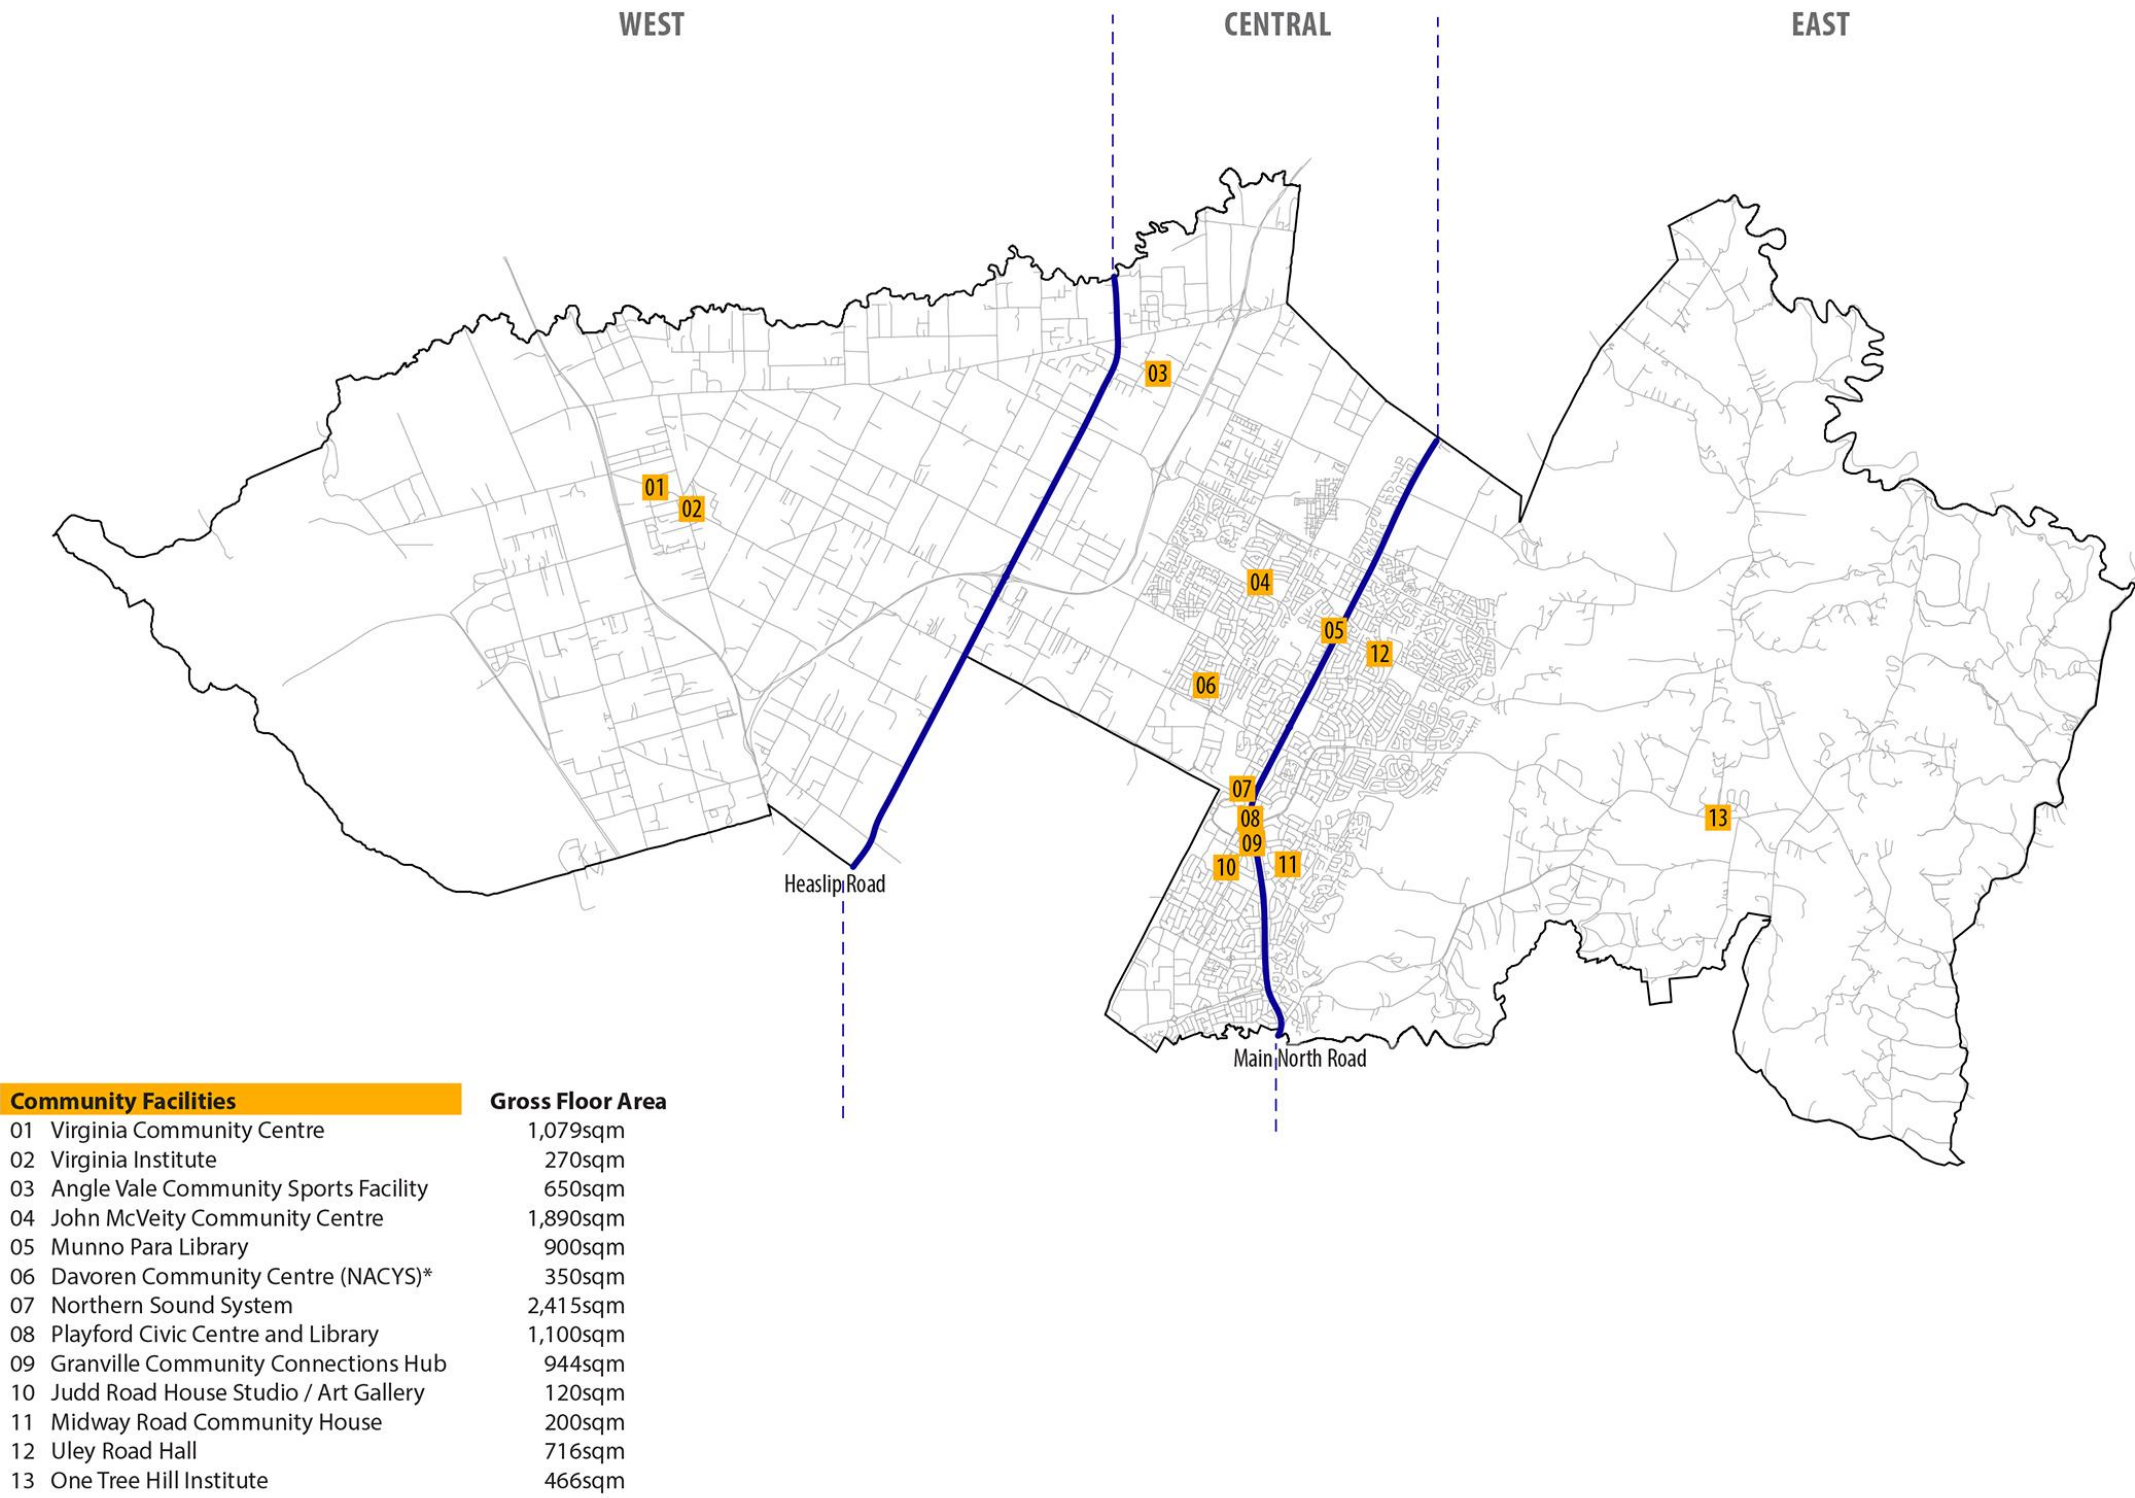 WEST CENTRAL EAST
03
01
02
04
05
12
06
07
08
13
09
10 11
Heaslip Road
Main North Road
Community Facilities Gross Floor Area
01 Virginia Community Centre 1,079sqm
02 Virginia Institute 270sqm
03 Angle Vale Community Sports Facility 650sqm
04 John McVeity Community Centre 1,890sqm
05 Munno Para Library 900sqm
06 Davoren Community Centre (NACYS)* 350sqm
07 Northern Sound System 2,415sqm
08 Playford Civic Centre and Library 1,100sqm
09 Granville Community Connections Hub 944sqm
10 Judd Road House Studio / Art Gallery 120sqm
11 Midway Road Community House 200sqm
12 Uley Road Hall 716sqm
13 One Tree Hill Institute 466sqm